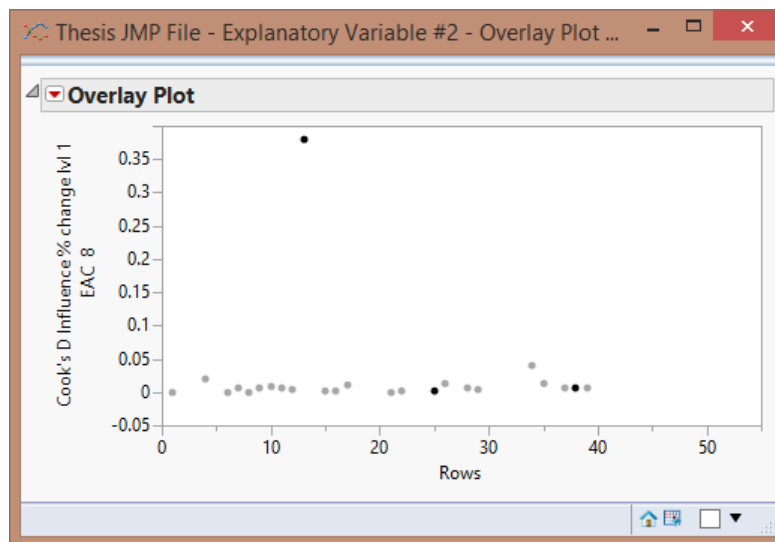 Thesis JMP File - Explanatory Variable #2 - Overlay Plot ...
Overlay Plot
Cook's D Influence % change lvl 1
EAC 8
0.35
0.3
0.25
0.2
0.15
0.1
0.05
0
-0.05
0 10 20 30 40 50
Rows